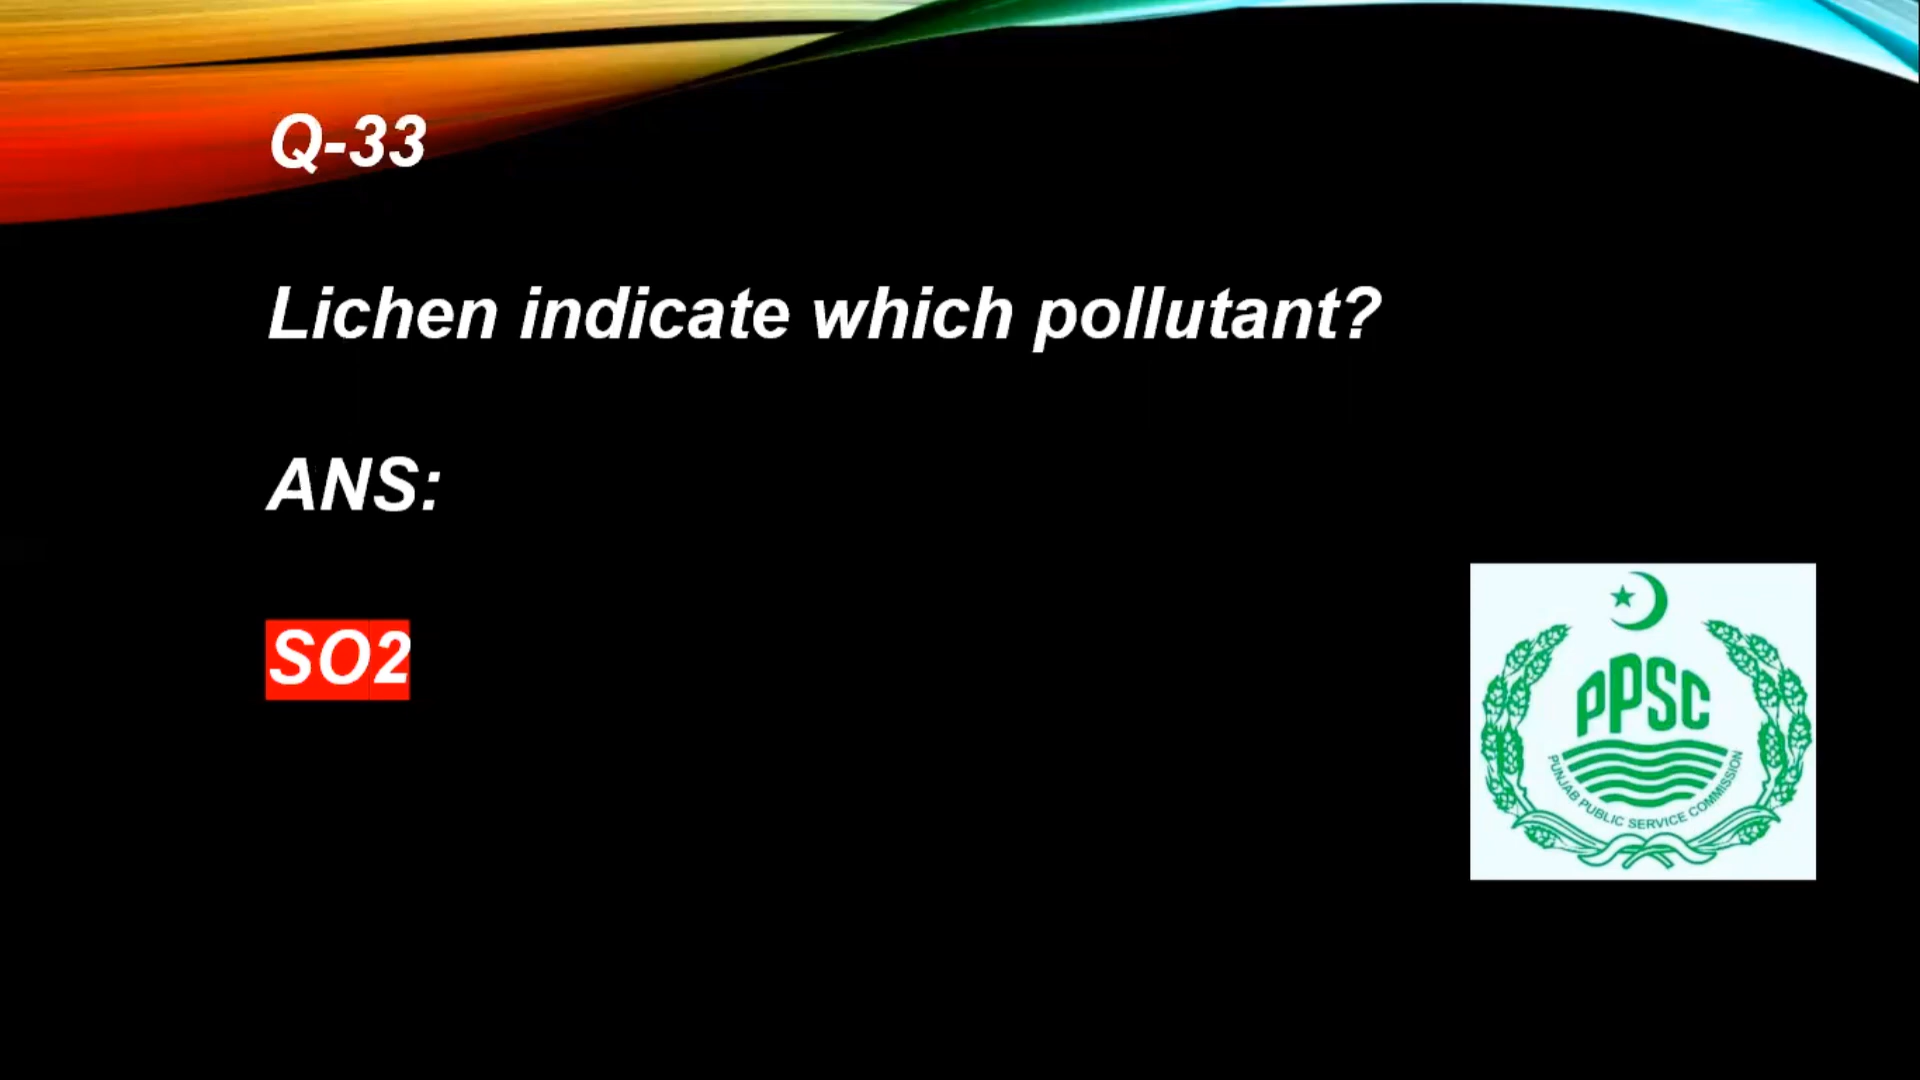 Q-33
Lichen indicate which pollutant?
ANS:
SO2
PPSC
PUNJAB PUBLIC SERVICE COMMISSION